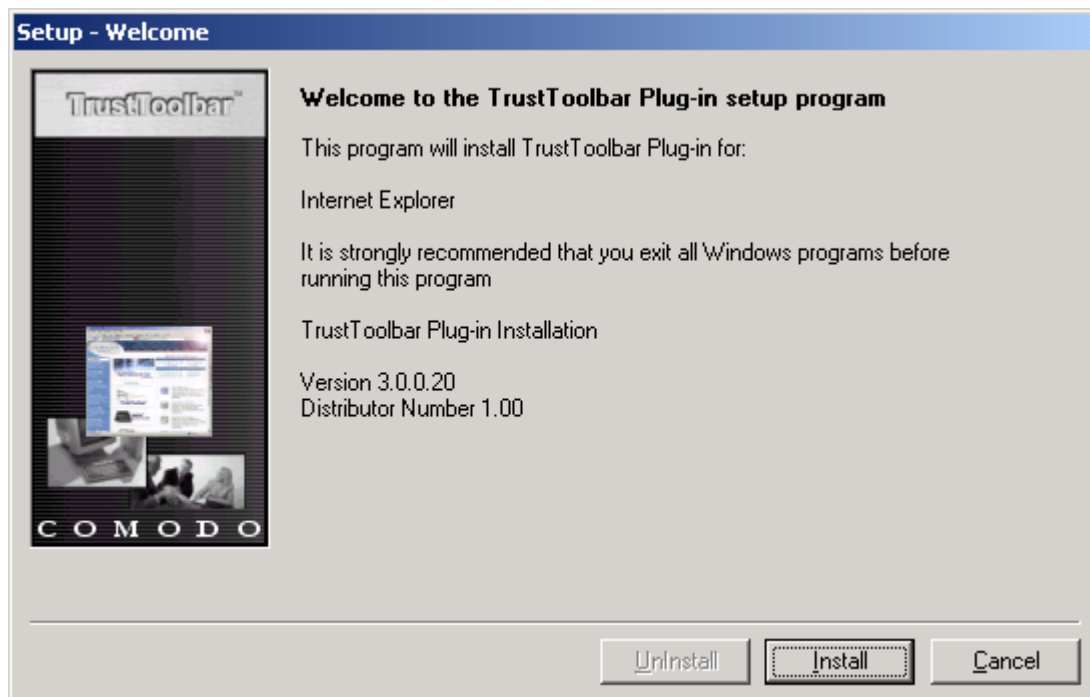 Setup - Welcome
TrustToolbar™
Welcome to the TrustToolbar Plug-in setup program
This program will install TrustToolbar Plug-in for:
Internet Explorer
It is strongly recommended that you exit all Windows programs before
running this program
TrustToolbar Plug-in Installation
Version 3.0.0.20
Distributor Number 1.00
COMODO
UnInstall
Install
Cancel